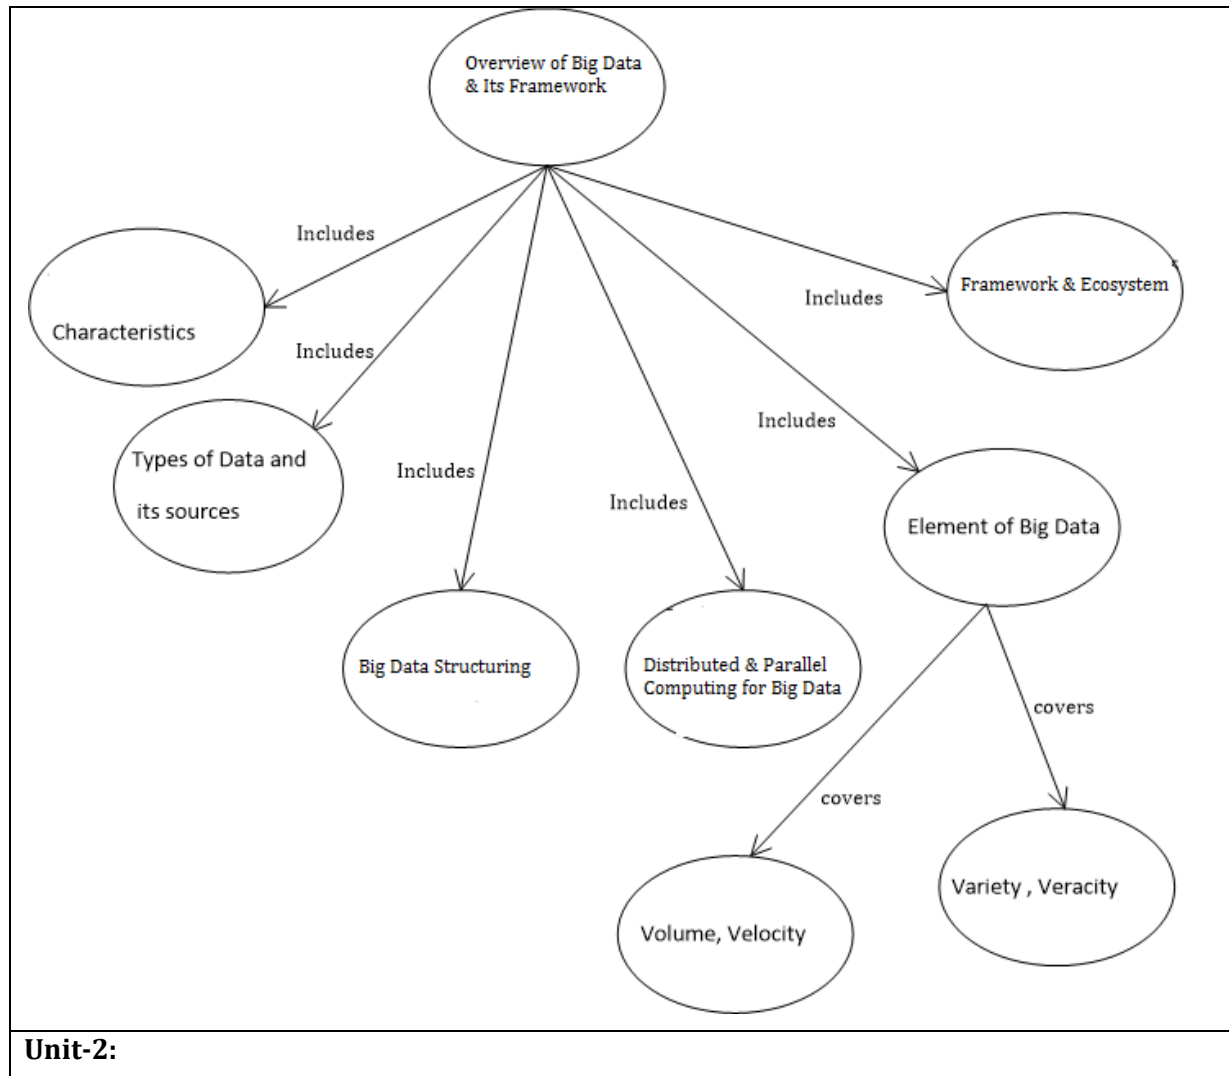 Overview of Big Data
& Its Framework
Includes
Framework & Ecosystem
Includes
Characteristics
Includes
Includes
Types of Data and
its sources
Includes
Includes
Element of Big Data
Big Data Structuring
Distributed & Parallel
Computing for Big Data
covers
covers
Variety , Veracity
Volume, Velocity
Unit-2: